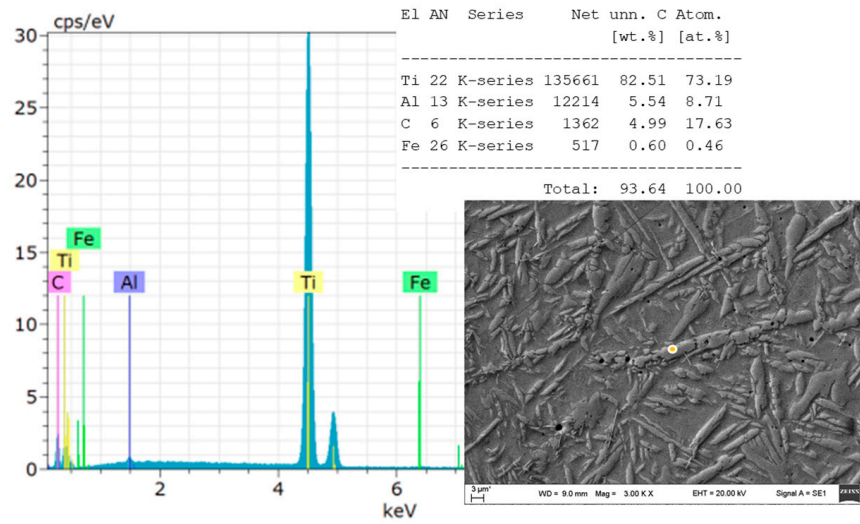 cps/eV
30
25
20
15
10
5
0
Fe
Ti
C
Al
Ti
Fe
2
4
6
keV
El AN Series Net unn. C Atom.
[wt.%] [at.%]
Ti 22 K-series 135661 82.51 73.19
Al 13 K-series 12214 5.54 8.71
C 6 K-series 1362 4.99 17.63
Fe 26 K-series 517 0.60 0.46
Total: 93.64 100.00
3 µm*
WD = 9.0 mm Mag = 3.00 K X EHT = 20.00 kV Signal A = SE1 ZEISS